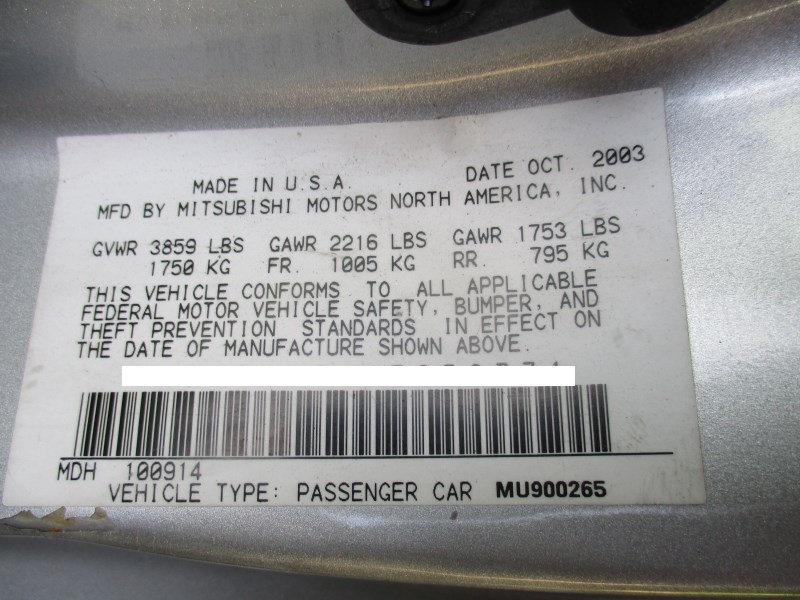 MADE IN U.S.A. DATE OCT. 2003
MFD BY MITSUBISHI MOTORS NORTH AMERICA, INC.
GVWR 3859 LBS GAWR 2216 LBS GAWR 1753 LBS
1750 KG FR. 1005 KG RR. 795 KG
THIS VEHICLE CONFORMS TO ALL APPLICABLE
FEDERAL MOTOR VEHICLE SAFETY, BUMPER, AND
THEFT PREVENTION STANDARDS IN EFFECT ON
THE DATE OF MANUFACTURE SHOWN ABOVE.
MDH 100914
VEHICLE TYPE: PASSENGER CAR MU900265